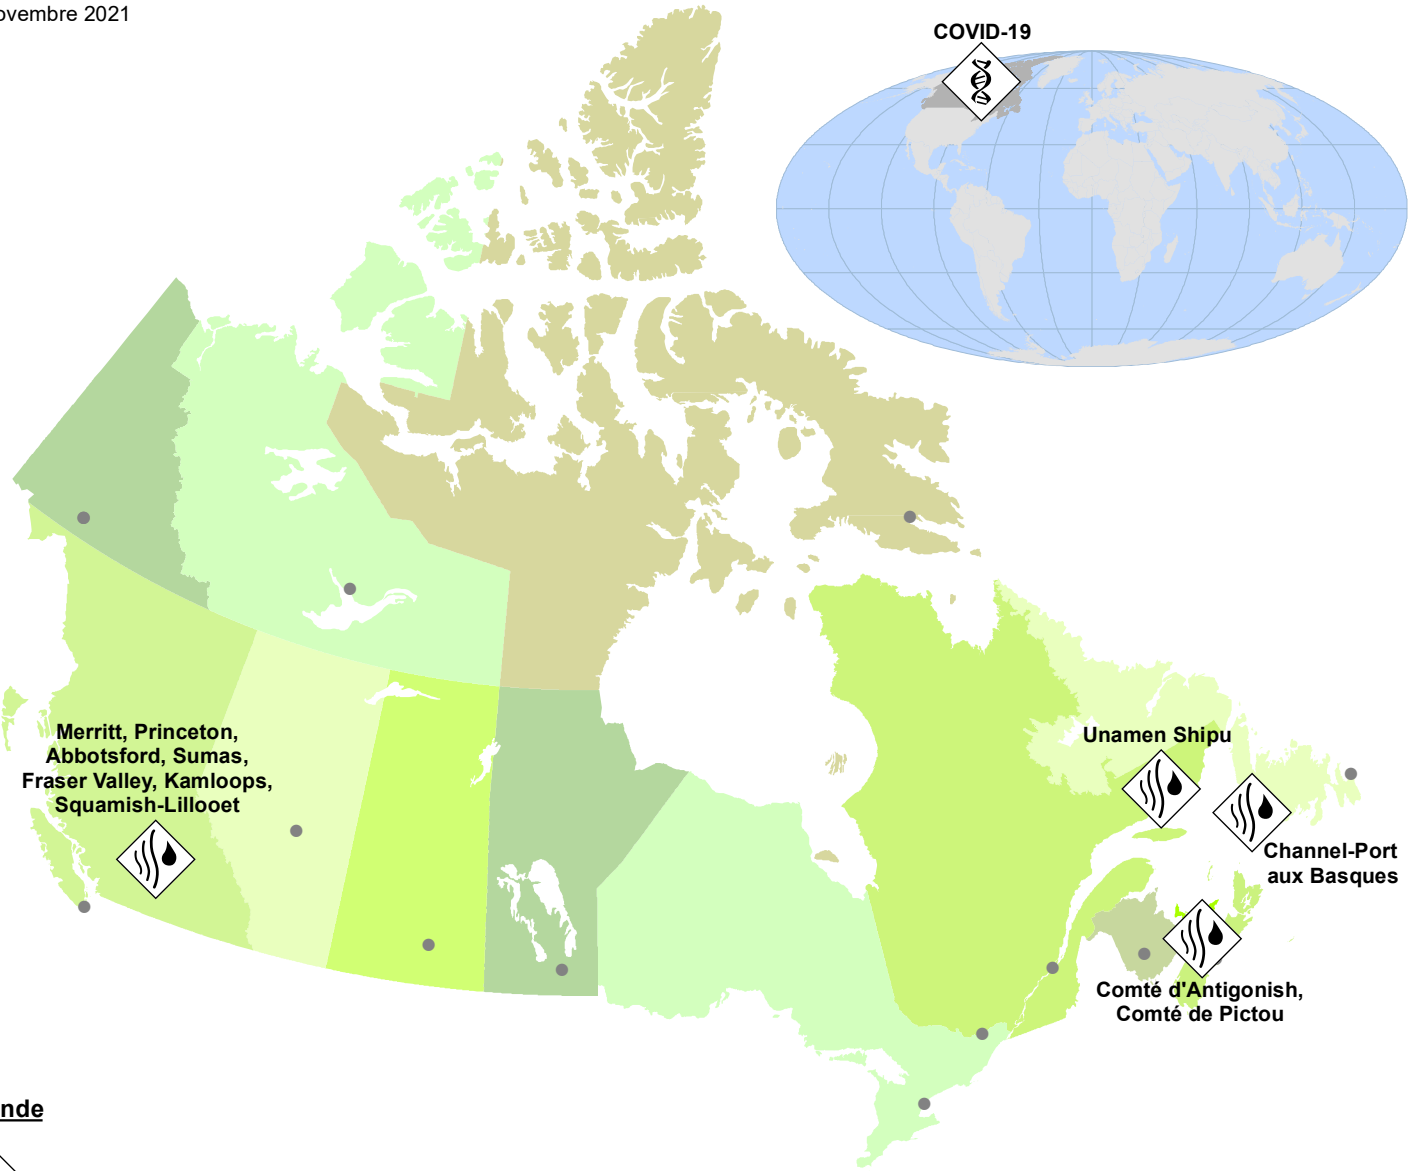 ovembre 2021
COVID-19
Merritt, Princeton,
Abbotsford, Sumas,
Fraser Valley, Kamloops,
Squamish-Lillooet
Unamen Shipu
Channel-Port
aux Basques
Comté d'Antigonish,
Comté de Pictou
nde